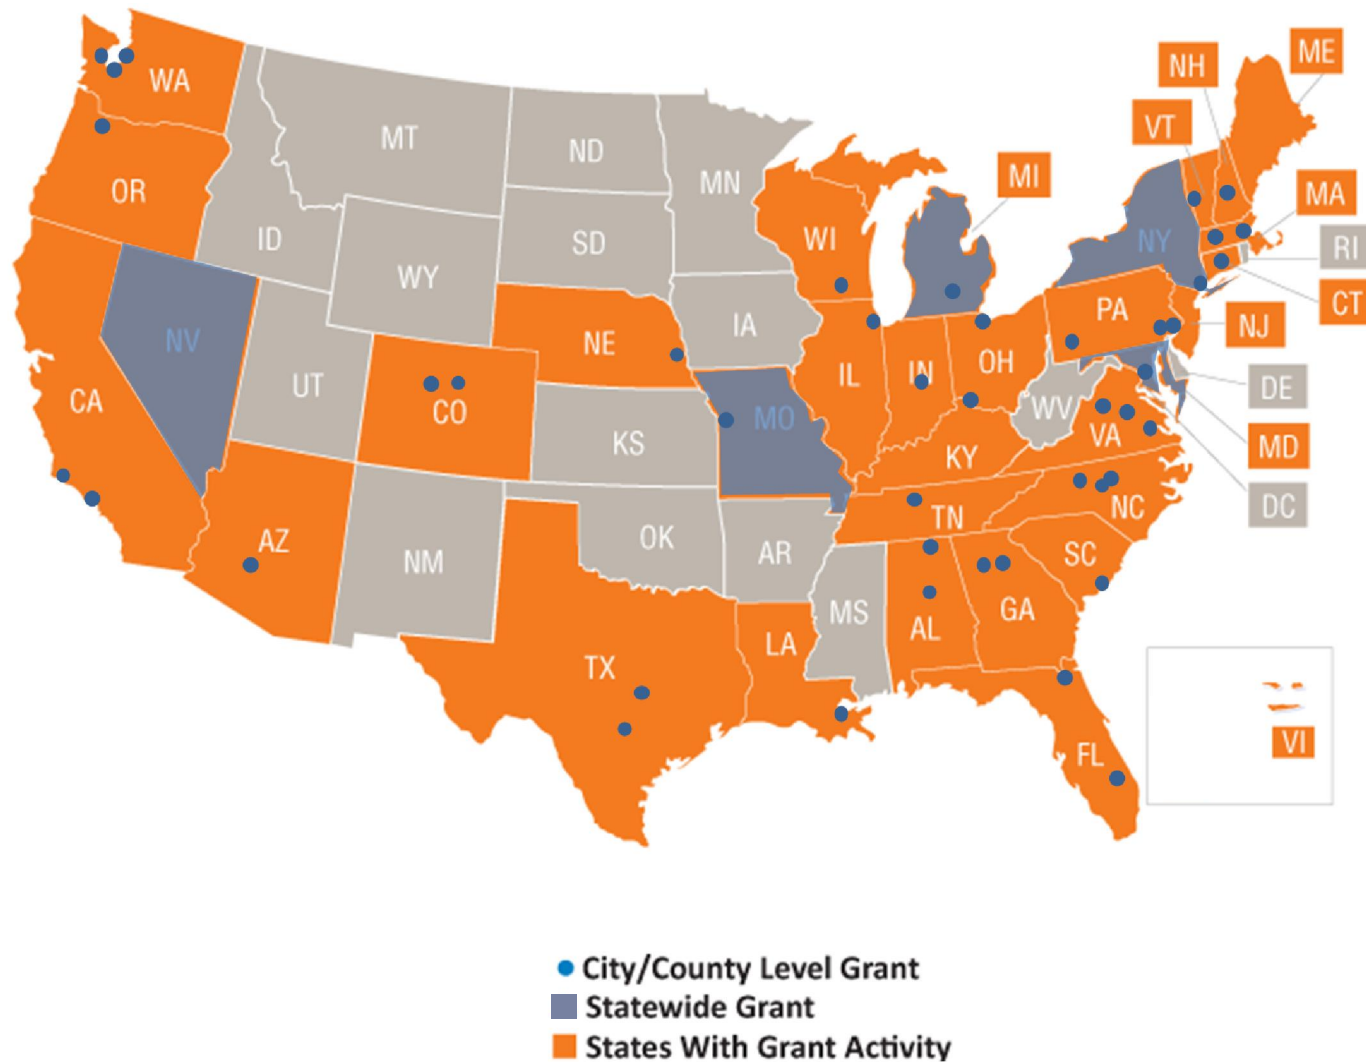 WA
MT
ND
MN
OR
ID
SD
WY
WI
MI
NH
ME
VT
MA
NY
RI
CT
NV
UT
CA
NE
IA
CO
KS
IL
IN
OH
PA
NJ
MO
WV
DE
VA
MD
KY
DC
AZ
NM
OK
AR
TN
NC
SC
MS
AL
GA
TX
LA
FL
VI
City/County Level Grant
Statewide Grant
States With Grant Activity